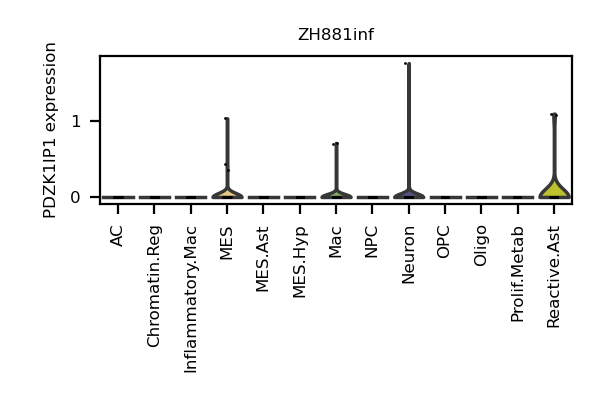 ZH881inf
PDZK1IP1 expression
1
0
AC
Chromatin.Reg
Inflammatory.Mac
MES
MES.Ast
MES.Hyp
Mac
NPC
Neuron
OPC
Oligo
Prolif.Metab
Reactive.Ast